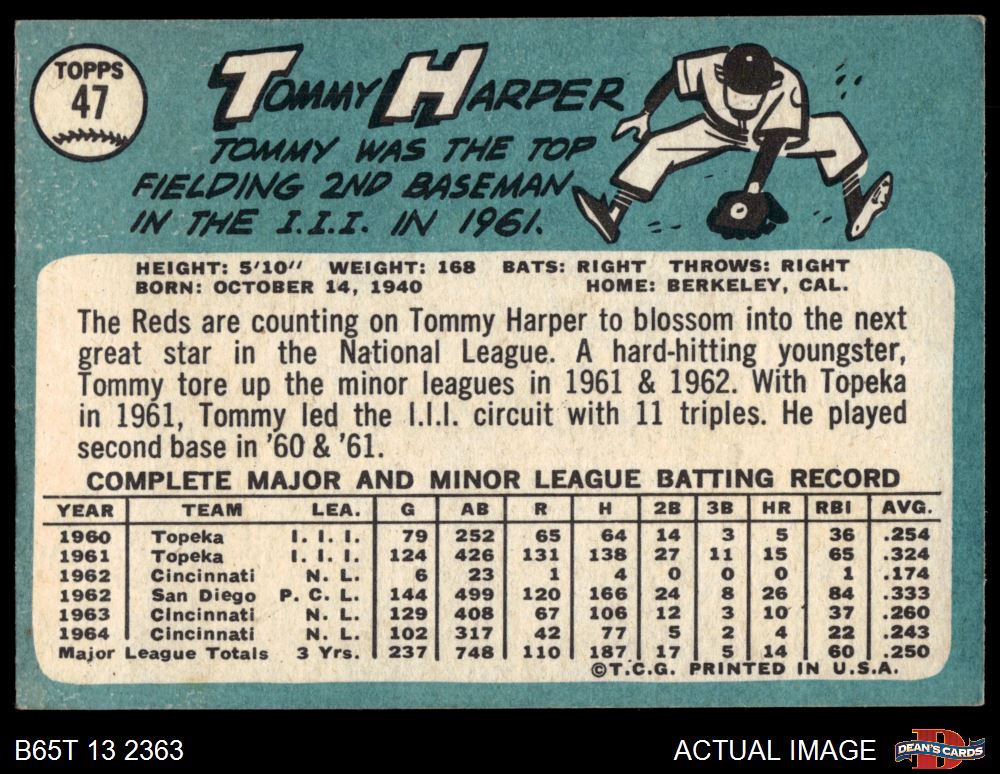 TOPPS
47
TOMMY HARPER
TOMMY WAS THE TOP
FIELDING 2ND BASEMAN
IN THE I.I.I. IN 1961.
HEIGHT: 5'10" WEIGHT: 168 BATS: RIGHT THROWS: RIGHT
BORN: OCTOBER 14, 1940 HOME: BERKELEY, CAL.
The Reds are counting on Tommy Harper to blossom into the next
great star in the National League. A hard-hitting youngster,
Tommy tore up the minor leagues in 1961 & 1962. With Topeka
in 1961, Tommy led the I.I.I. circuit with 11 triples. He played
second base in '60 & '61.
COMPLETE MAJOR AND MINOR LEAGUE BATTING RECORD
YEAR TEAM LEA. G AB R H 2B 3B HR RBI AVG.
1960 Topeka I. I. I. 79 252 65 64 14 3 5 36 .254
1961 Topeka I. I. I. 124 426 131 138 27 11 15 65 .324
1962 Cincinnati N. L. 6 23 1 4 0 0 0 1 .174
1962 San Diego P. C. L. 144 499 120 166 24 8 26 84 .333
1963 Cincinnati N. L. 129 408 67 106 12 3 10 37 .260
1964 Cincinnati N. L. 102 317 42 77 5 2 4 22 .243
Major League Totals 3 Yrs. 237 748 110 187 17 5 14 60 .250
©T.C.G. PRINTED IN U.S.A.
B65T 13 2363 ACTUAL IMAGE
D
DEAN'S CARDS